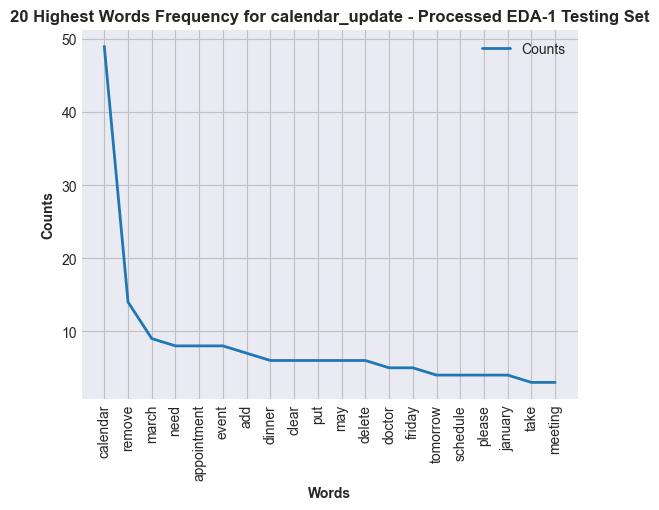 20 Highest Words Frequency for calendar_update - Processed EDA-1 Testing Set
Counts
50
40
30
20
10
Counts
calendar
remove
march
need
appointment
event
add
dinner
clear
put
may
delete
doctor
friday
tomorrow
schedule
please
january
take
meeting
Words